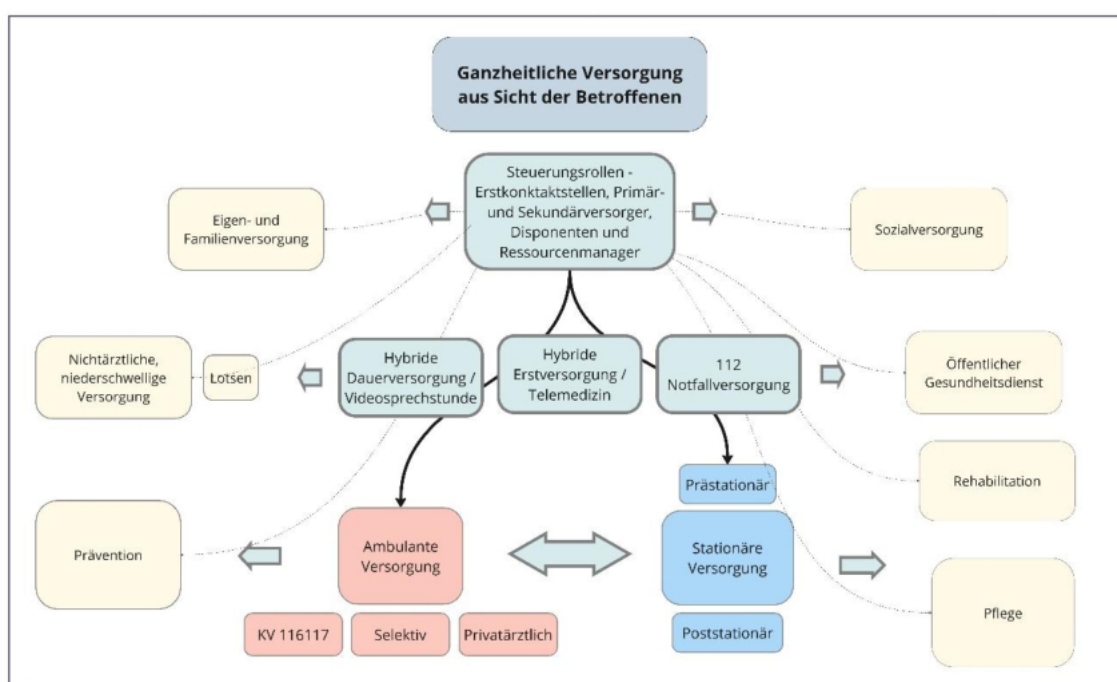 Ganzheitliche Versorgung
aus Sicht der Betroffenen
Steuerungsrollen -
Erstkonktaktstellen, Primär-
und Sekundärversorger,
Disponenten und
Ressourcenmanager
Eigen- und
Familienversorgung
Sozialversorgung
Nichtärztliche,
niederschwellige
Versorgung
Lotsen
Hybride
Dauerversorgung /
Videosprechstunde
Hybride
Erstversorgung /
Telemedizin
112
Notfallversorgung
Öffentlicher
Gesundheitsdienst
Prästationär
Rehabilitation
Prävention
Ambulante
Versorgung
Stationäre
Versorgung
Pflege
KV 116117
Selektiv
Privatärztlich
Poststationär